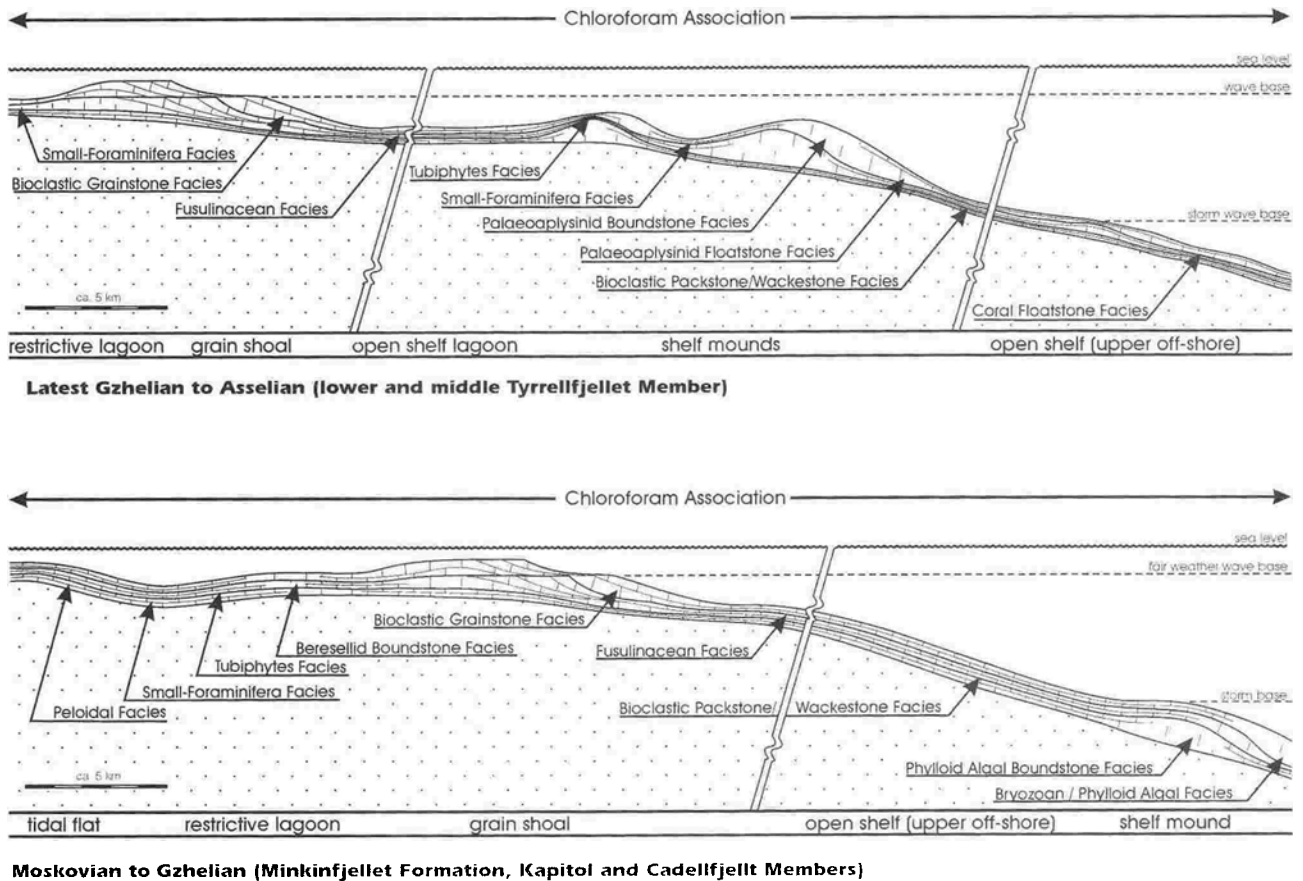 Chloroforam Association
sea level
wave base
Small-Foraminifera Facies
Bioclastic Grainstone Facies
Fusulinacean Facies
Tubiphytes Facies
Small-Foraminifera Facies
Palaeoaplysinid Boundstone Facies
Palaeoaplysinid Floatstone Facies
Bioclastic Packstone/Wackestone Facies
storm wave base
Coral Floatstone Facies
ca. 5 km
restrictive lagoon grain shoal open shelf lagoon shelf mounds open shelf (upper off-shore)
Latest Gzhelian to Asselian (lower and middle Tyrrellfjellet Member)
Chloroforam Association
sea level
fair weather wave base
Bioclastic Grainstone Facies
Beresellid Boundstone Facies
Tubiphytes Facies
Small-Foraminifera Facies
Peloidal Facies
Fusulinacean Facies
Bioclastic Packstone/ Wackestone Facies
storm base
Phylloid Algal Boundstone Facies
Bryozoan / Phylloid Algal Facies
ca. 5 km
tidal flat restrictive lagoon grain shoal open shelf (upper off-shore) shelf mound
Moskovian to Gzhelian (Minkinfjellet Formation, Kapitol and Cadellfjellt Members)